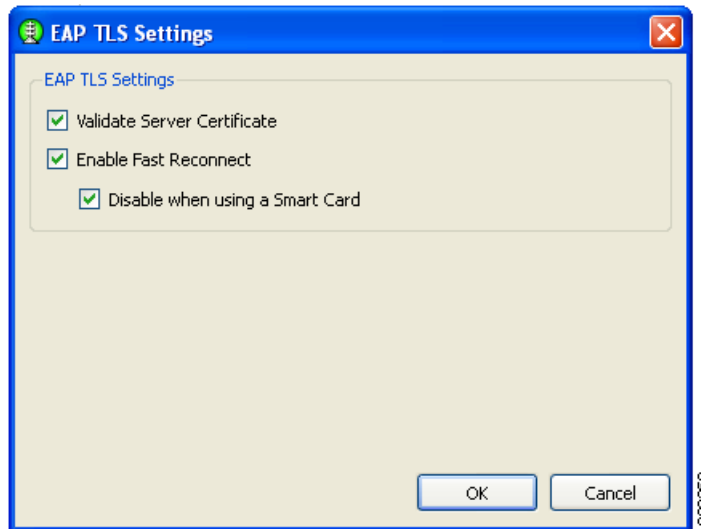 EAP TLS Settings
EAP TLS Settings
Validate Server Certificate
Enable Fast Reconnect
Disable when using a Smart Card
OK
Cancel